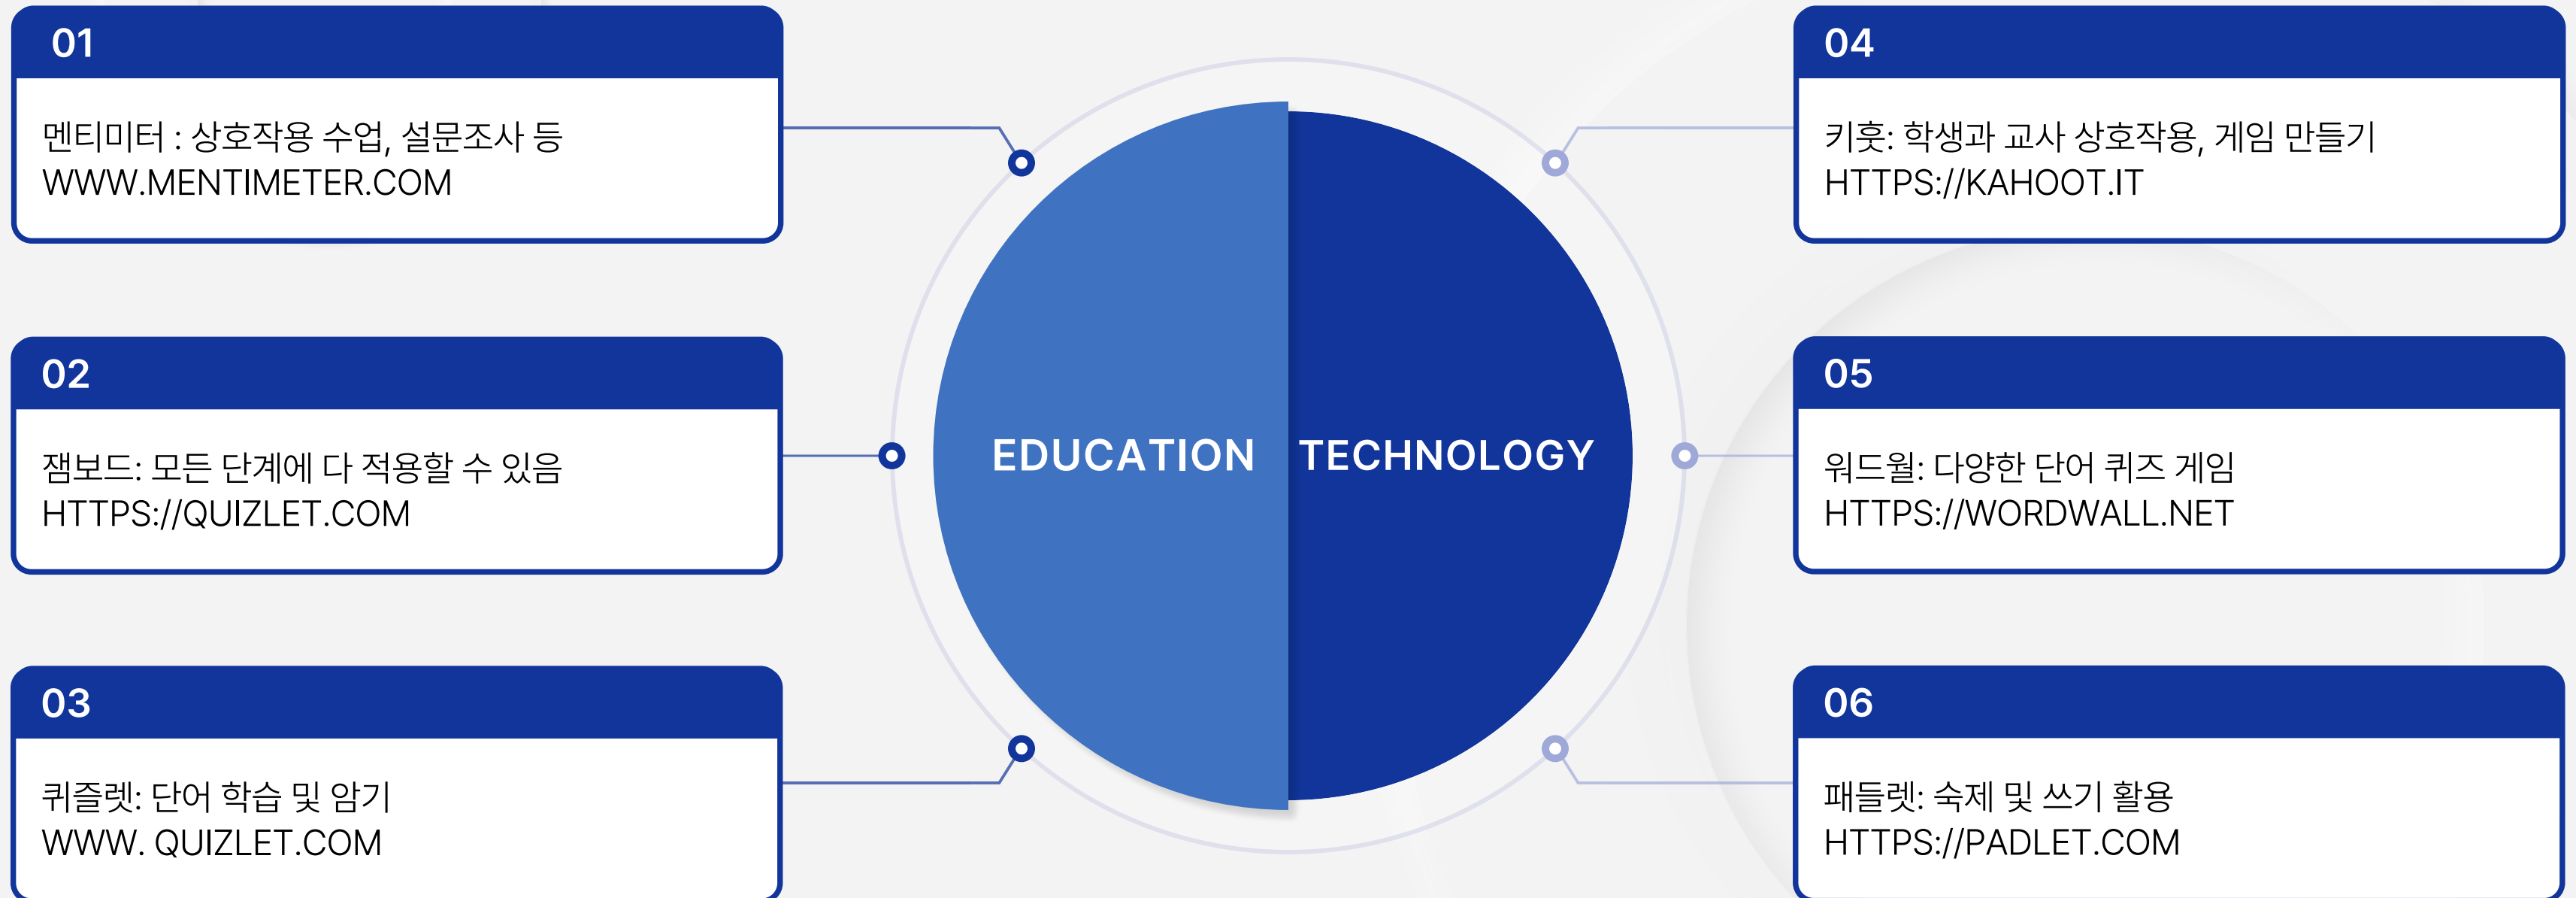 01
멘티미터 : 상호작용 수업, 설문조사 등
WWW.MENTIMETER.COM
02
잼보드: 모든 단계에 다 적용할 수 있음
HTTPS://QUIZLET.COM
03
퀴즐렛: 단어 학습 및 암기
WWW. QUIZLET.COM
EDUCATION
TECHNOLOGY
04
키훗: 학생과 교사 상호작용, 게임 만들기
HTTPS://KAHOOT.IT
05
워드월: 다양한 단어 퀴즈 게임
HTTPS://WORDWALL.NET
06
패들렛: 숙제 및 쓰기 활용
HTTPS://PADLET.COM